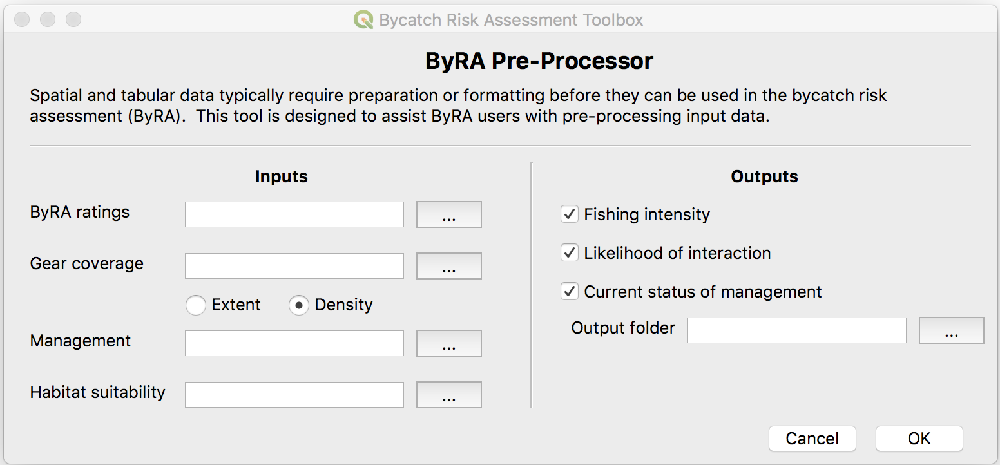 Bycatch Risk Assessment Toolbox
ByRA Pre-Processor
Spatial and tabular data typically require preparation or formatting before they can be used in the bycatch risk
assessment (ByRA).  This tool is designed to assist ByRA users with pre-processing input data.
Inputs
ByRA ratings
...
Gear coverage
...
Extent
Density
Management
...
Habitat suitability
...
Outputs
Fishing intensity
Likelihood of interaction
Current status of management
Output folder
...
Cancel
OK